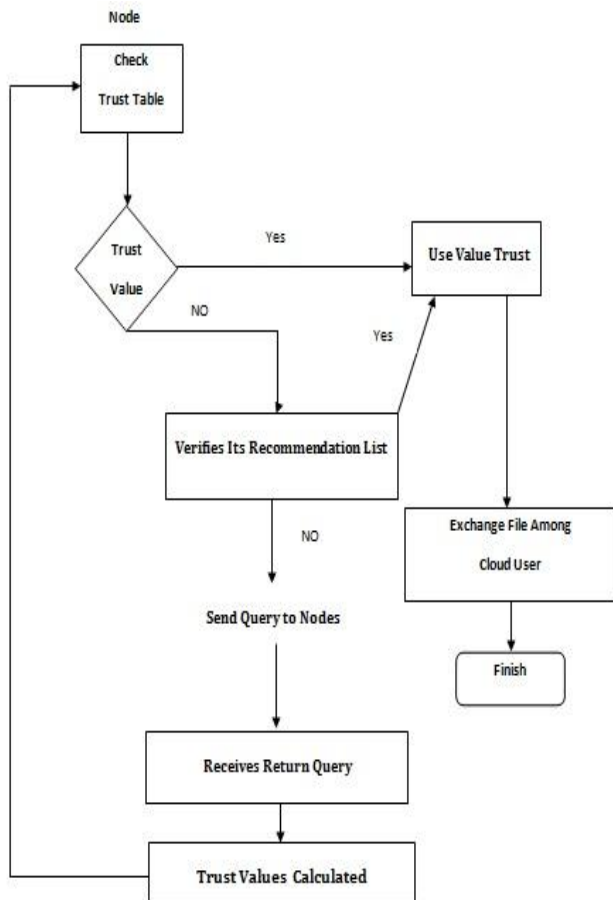 Node
Check
Trust Table
Trust
Value
Yes
Use Value Trust
NO
Yes
Verifies Its Recommendation List
NO
Exchange File Among
Cloud User
Send Query to Nodes
Finish
Receives Return Query
Trust Values Calculated